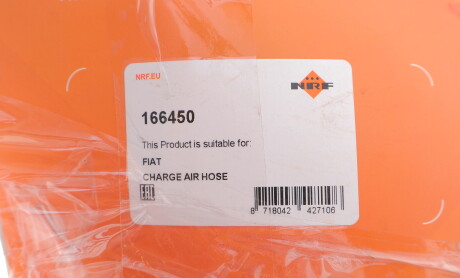 NRF.EU
NRF
166450
This Product is suitable for:
FIAT
CHARGE AIR HOSE
EAC
8 718042 427106